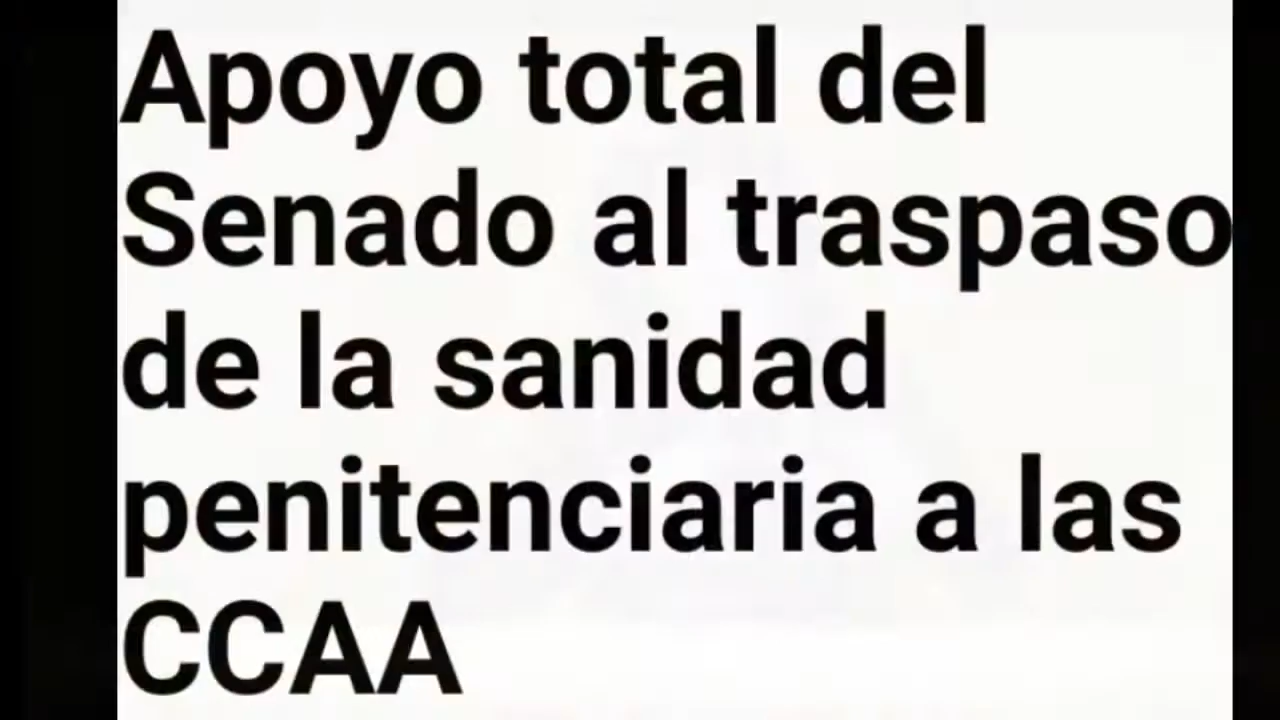 Apoyo total del
Senado al traspaso
de la sanidad
penitenciaria a las
CCAA